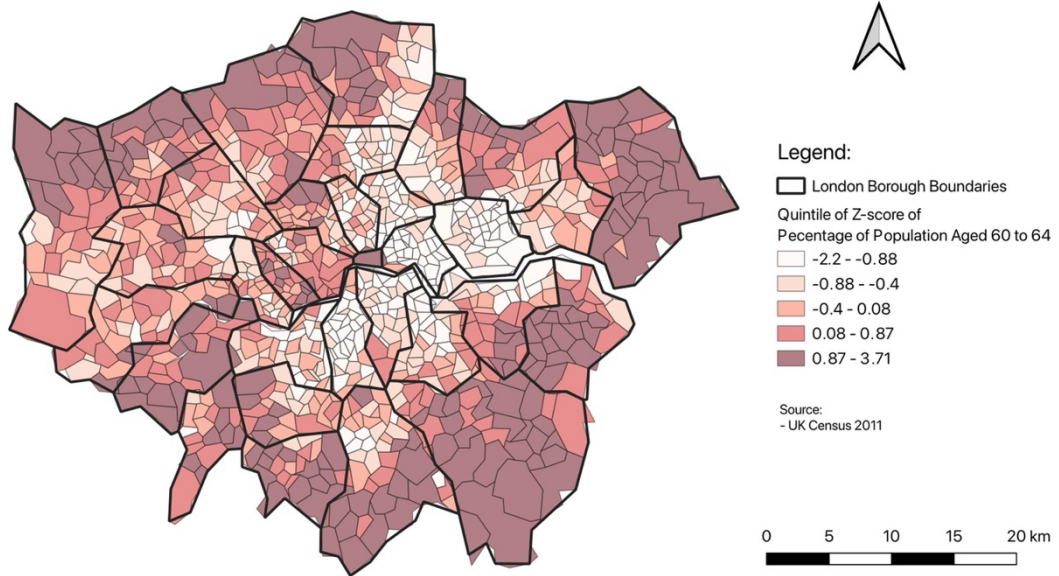 Legend:
London Borough Boundaries
Quintile of Z-score of
Pecentage of Population Aged 60 to 64
-2.2 - -0.88
-0.88 - -0.4
-0.4 - 0.08
0.08 - 0.87
0.87 - 3.71
Source:
- UK Census 2011
0 5 10 15 20 km